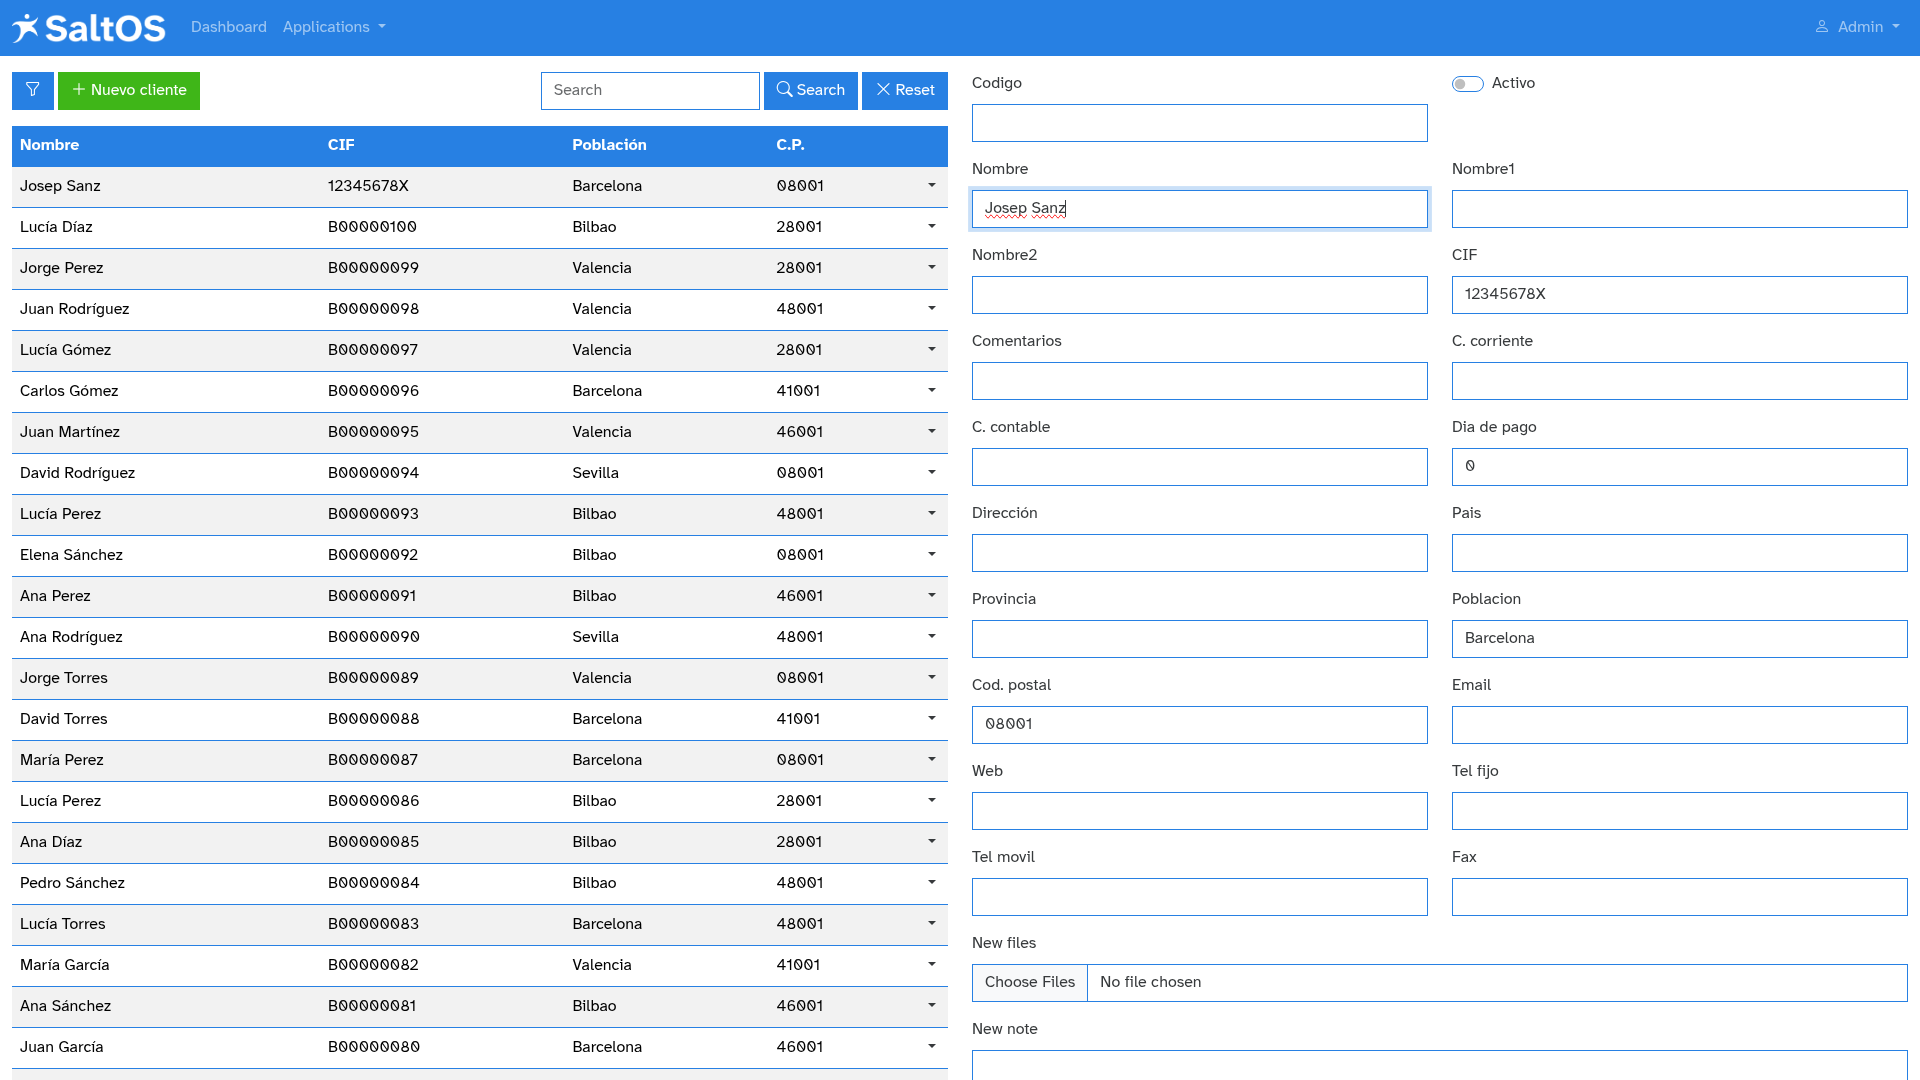 SaltOS Dashboard Applications Admin
Nuevo cliente Search Search Reset
Nombre CIF Población C.P.
Josep Sanz 12345678X Barcelona 08001
Lucía Díaz B00000100 Bilbao 28001
Jorge Perez B00000099 Valencia 28001
Juan Rodríguez B00000098 Valencia 48001
Lucía Gómez B00000097 Valencia 28001
Carlos Gómez B00000096 Barcelona 41001
Juan Martínez B00000095 Valencia 46001
David Rodríguez B00000094 Sevilla 08001
Lucía Perez B00000093 Bilbao 48001
Elena Sánchez B00000092 Bilbao 08001
Ana Perez B00000091 Bilbao 46001
Ana Rodríguez B00000090 Sevilla 48001
Jorge Torres B00000089 Valencia 08001
David Torres B00000088 Barcelona 41001
María Perez B00000087 Barcelona 08001
Lucía Perez B00000086 Bilbao 28001
Ana Díaz B00000085 Bilbao 28001
Pedro Sánchez B00000084 Bilbao 48001
Lucía Torres B00000083 Barcelona 48001
María García B00000082 Valencia 41001
Ana Sánchez B00000081 Bilbao 46001
Juan García B00000080 Barcelona 46001
Codigo Activo
Nombre Nombre1
Josep Sanz
Nombre2 CIF
12345678X
Comentarios C. corriente
C. contable Dia de pago
0
Dirección Pais
Provincia Poblacion
Barcelona
Cod. postal Email
08001
Web Tel fijo
Tel movil Fax
New files
Choose Files No file chosen
New note